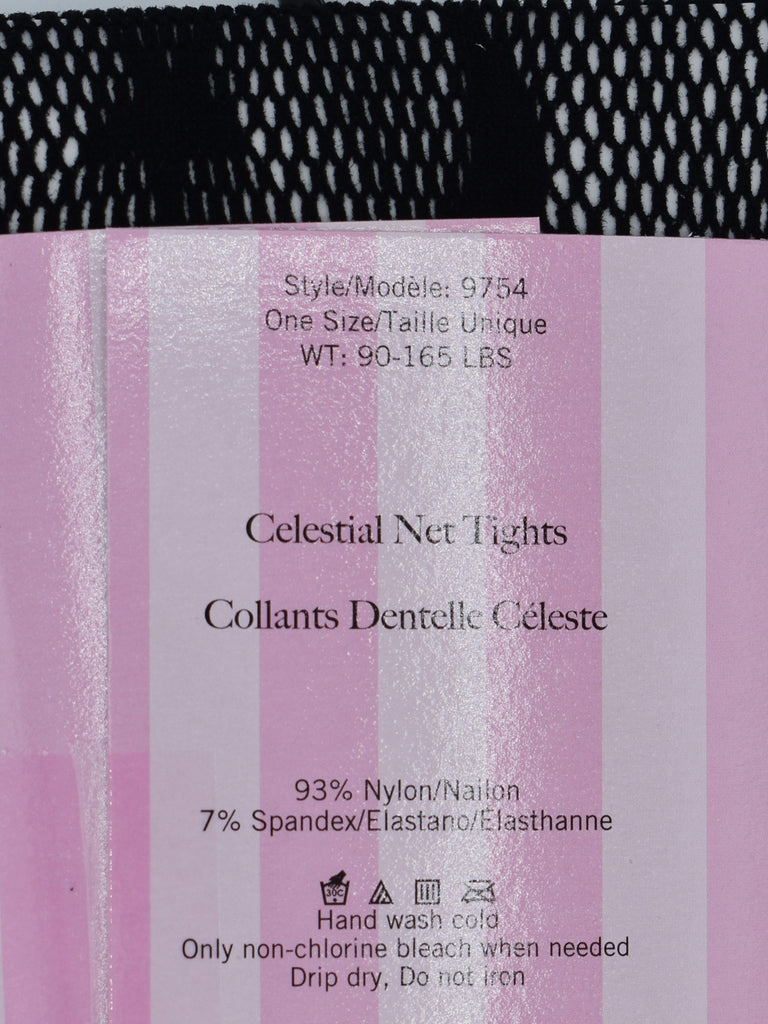 Style/Modèle: 9754
One Size/Taille Unique
WT: 90-165 LBS
Celestial Net Tights
Collants Dentelle Céleste
93% Nylon/Nailon
7% Spandex/Elastano/Élasthanne
30C
Hand wash cold
Only non-chlorine bleach when needed
Drip dry, Do not iron